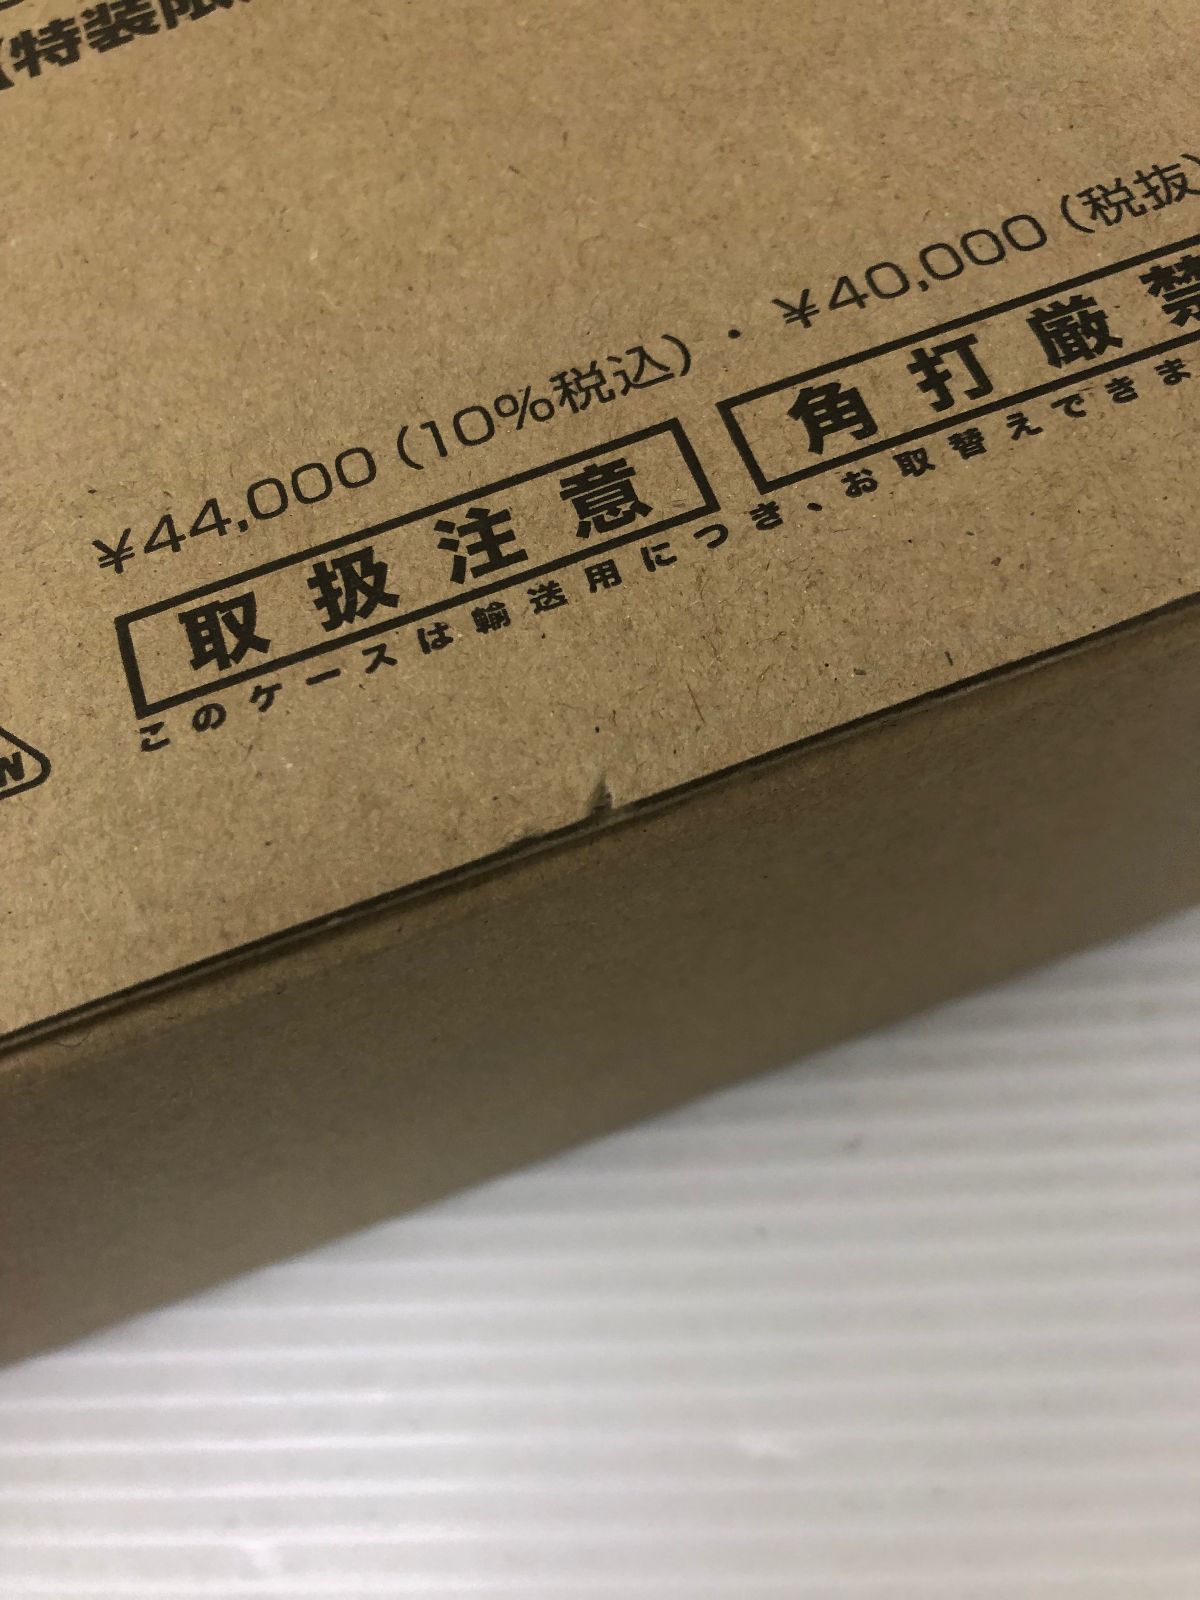 【特装限
¥44,000（10%税込）・¥40,000（税抜）
取扱注意 角打厳禁
このケースは輸送用につき、お取替えできま